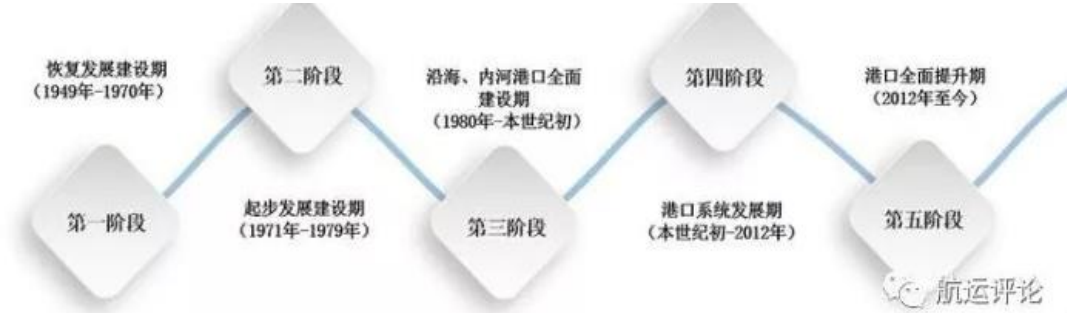 恢复发展建设期
（1949年-1970年）
第一阶段
第二阶段
起步发展建设期
（1971年-1979年）
沿海、内河港口全面
建设期
（1980年-本世纪初）
第三阶段
第四阶段
港口系统发展期
（本世纪初-2012年）
港口全面提升期
（2012年至今）
第五阶段
航运评论